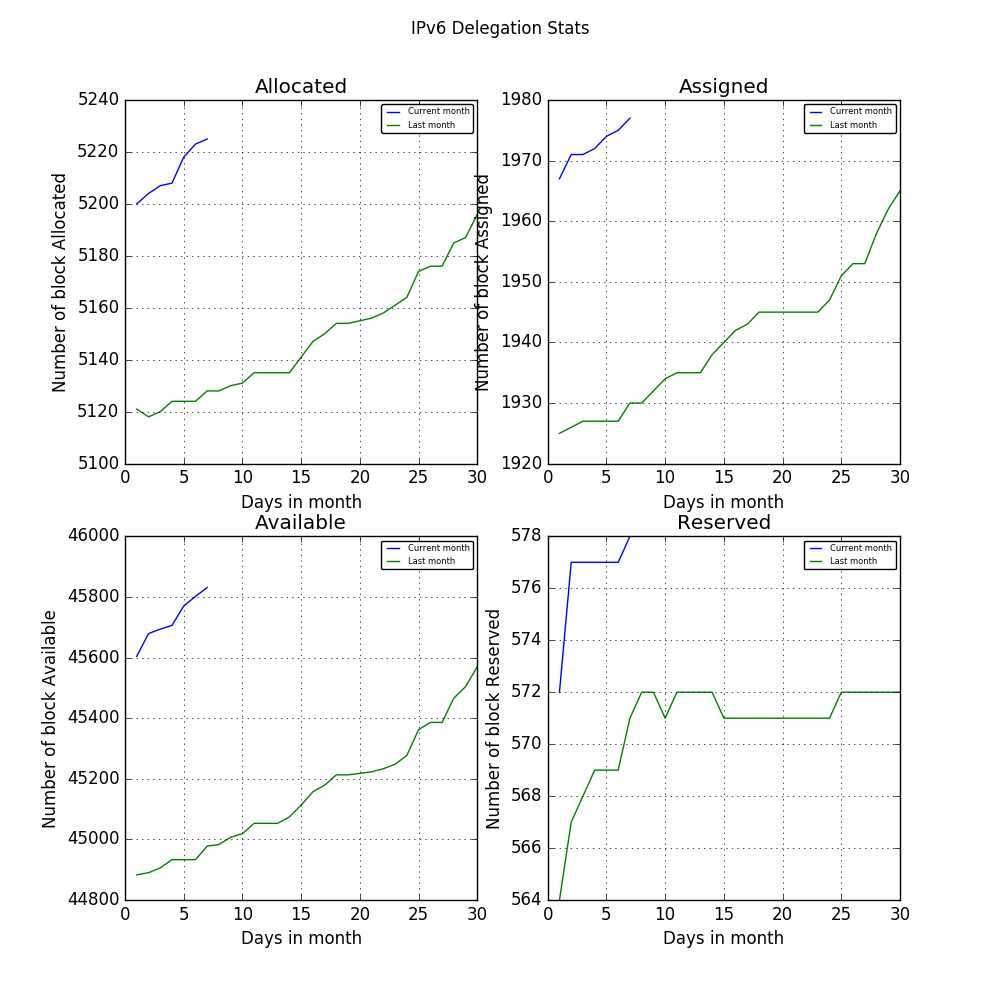 IPv6 Delegation Stats
Allocated
Number of block Allocated
5240
5220
5200
5180
5160
5140
5120
5100
Current month
Last month
0 5 10 15 20 25 30
Days in month
Assigned
Number of block Assigned
1980
1970
1960
1950
1940
1930
1920
Current month
Last month
0 5 10 15 20 25 30
Days in month
Available
Number of block Available
46000
45800
45600
45400
45200
45000
44800
Current month
Last month
0 5 10 15 20 25 30
Days in month
Reserved
Number of block Reserved
578
576
574
572
570
568
566
564
Current month
Last month
0 5 10 15 20 25 30
Days in month